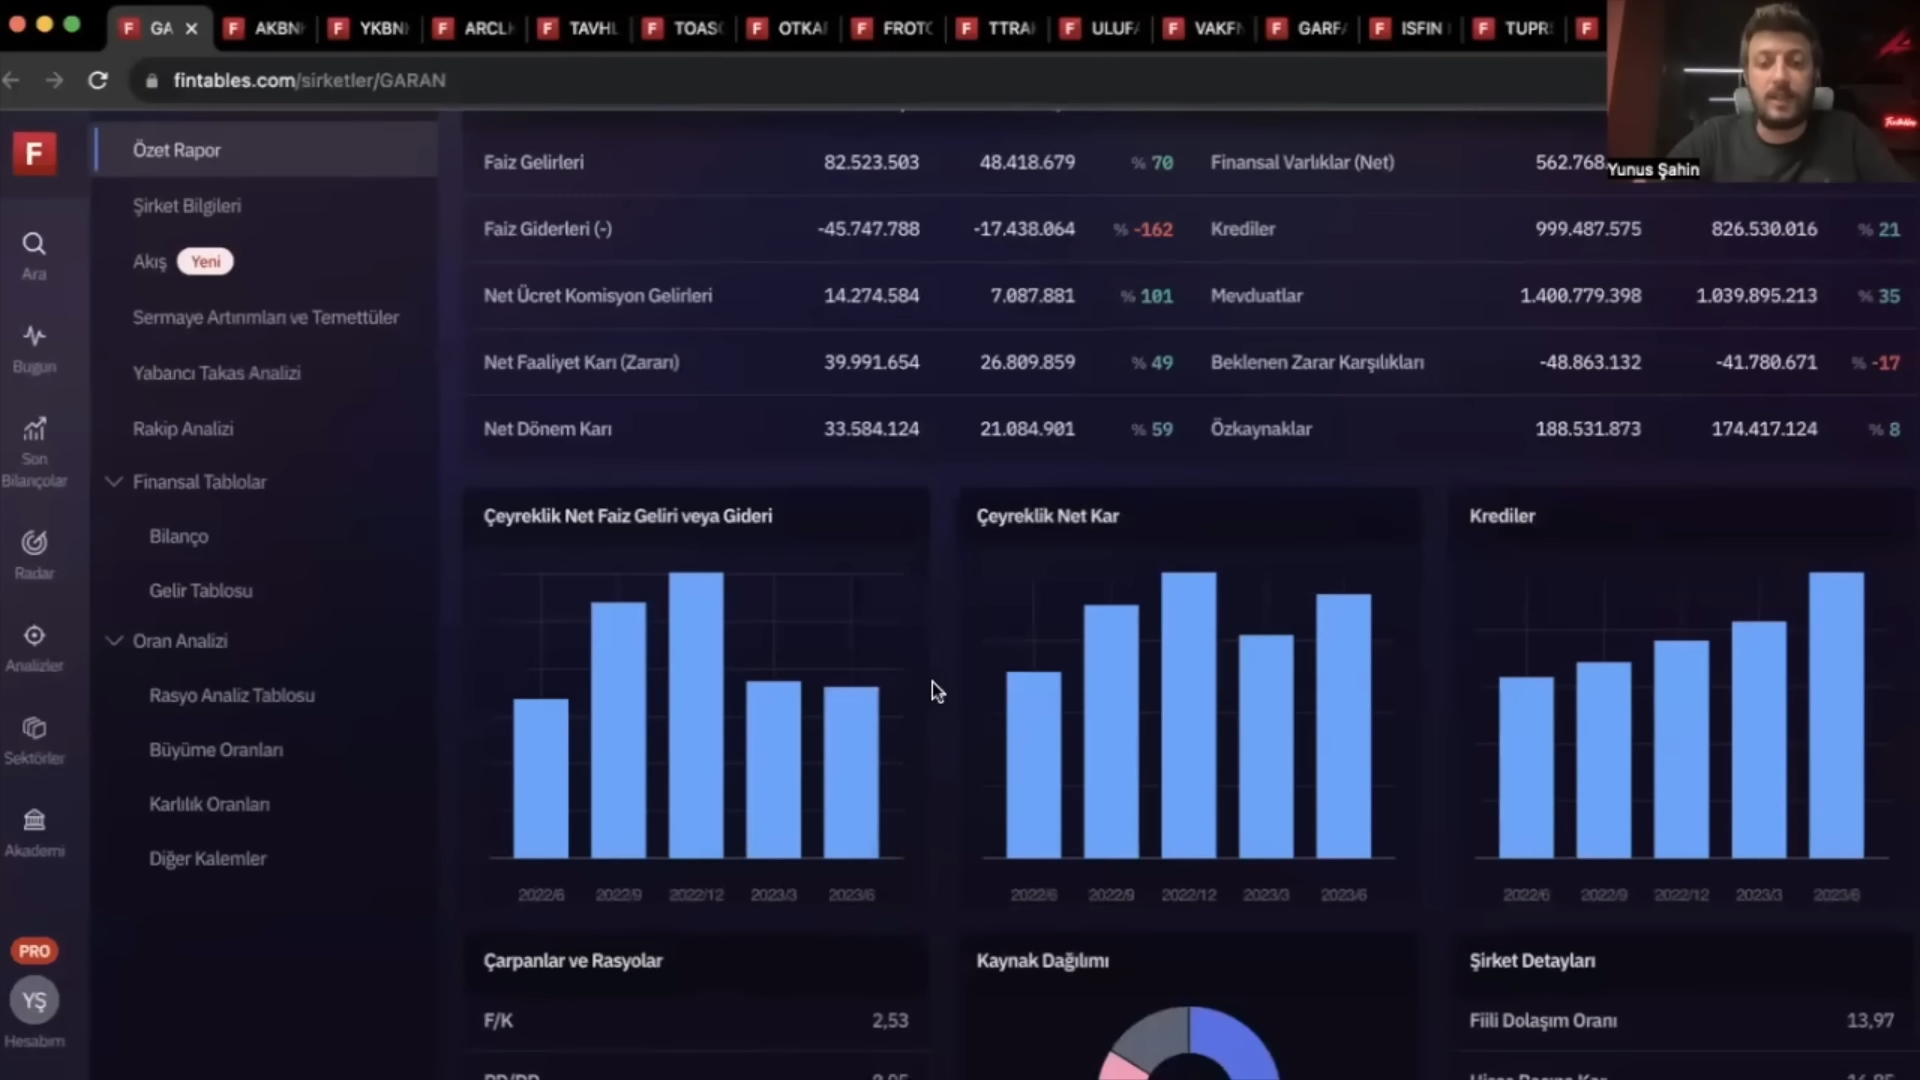 GA
AKBN
YKBN
ARCL
TAVHL
TOAS
OTKA
FROTO
TTRA
ULUFA
VAKFN
GARFA
ISFIN
TUPR
fintables.com/sirketler/GARAN
Yunus Şahin
F
Ara
Bugün
Son
Bilançolar
Radar
Analizler
Sektörler
Akademi
PRO
YŞ
Hesabım
Özet Rapor
Şirket Bilgileri
Akış Yeni
Sermaye Artırımları ve Temettüler
Yabancı Takas Analizi
Rakip Analizi
Finansal Tablolar
Bilanço
Gelir Tablosu
Oran Analizi
Rasyo Analiz Tablosu
Büyüme Oranları
Karlılık Oranları
Diğer Kalemler
Faiz Gelirleri 82.523.503 48.418.679 % 70 Finansal Varlıklar (Net) 562.768.
Faiz Giderleri (-) -45.747.788 -17.438.064 % -162 Krediler 999.487.575 826.530.016 % 21
Net Ücret Komisyon Gelirleri 14.274.584 7.087.881 % 101 Mevduatlar 1.400.779.398 1.039.895.213 % 35
Net Faaliyet Karı (Zararı) 39.991.654 26.809.859 % 49 Beklenen Zarar Karşılıkları -48.863.132 -41.780.671 % -17
Net Dönem Karı 33.584.124 21.084.901 % 59 Özkaynaklar 188.531.873 174.417.124 % 8
Çeyreklik Net Faiz Geliri veya Gideri
2022/6 2022/9 2022/12 2023/3 2023/6
Çeyreklik Net Kar
2022/6 2022/9 2022/12 2023/3 2023/6
Krediler
2022/6 2022/9 2022/12 2023/3 2023/6
Çarpanlar ve Rasyolar
F/K 2,53
Kaynak Dağılımı
Şirket Detayları
Fiili Dolaşım Oranı 13,97